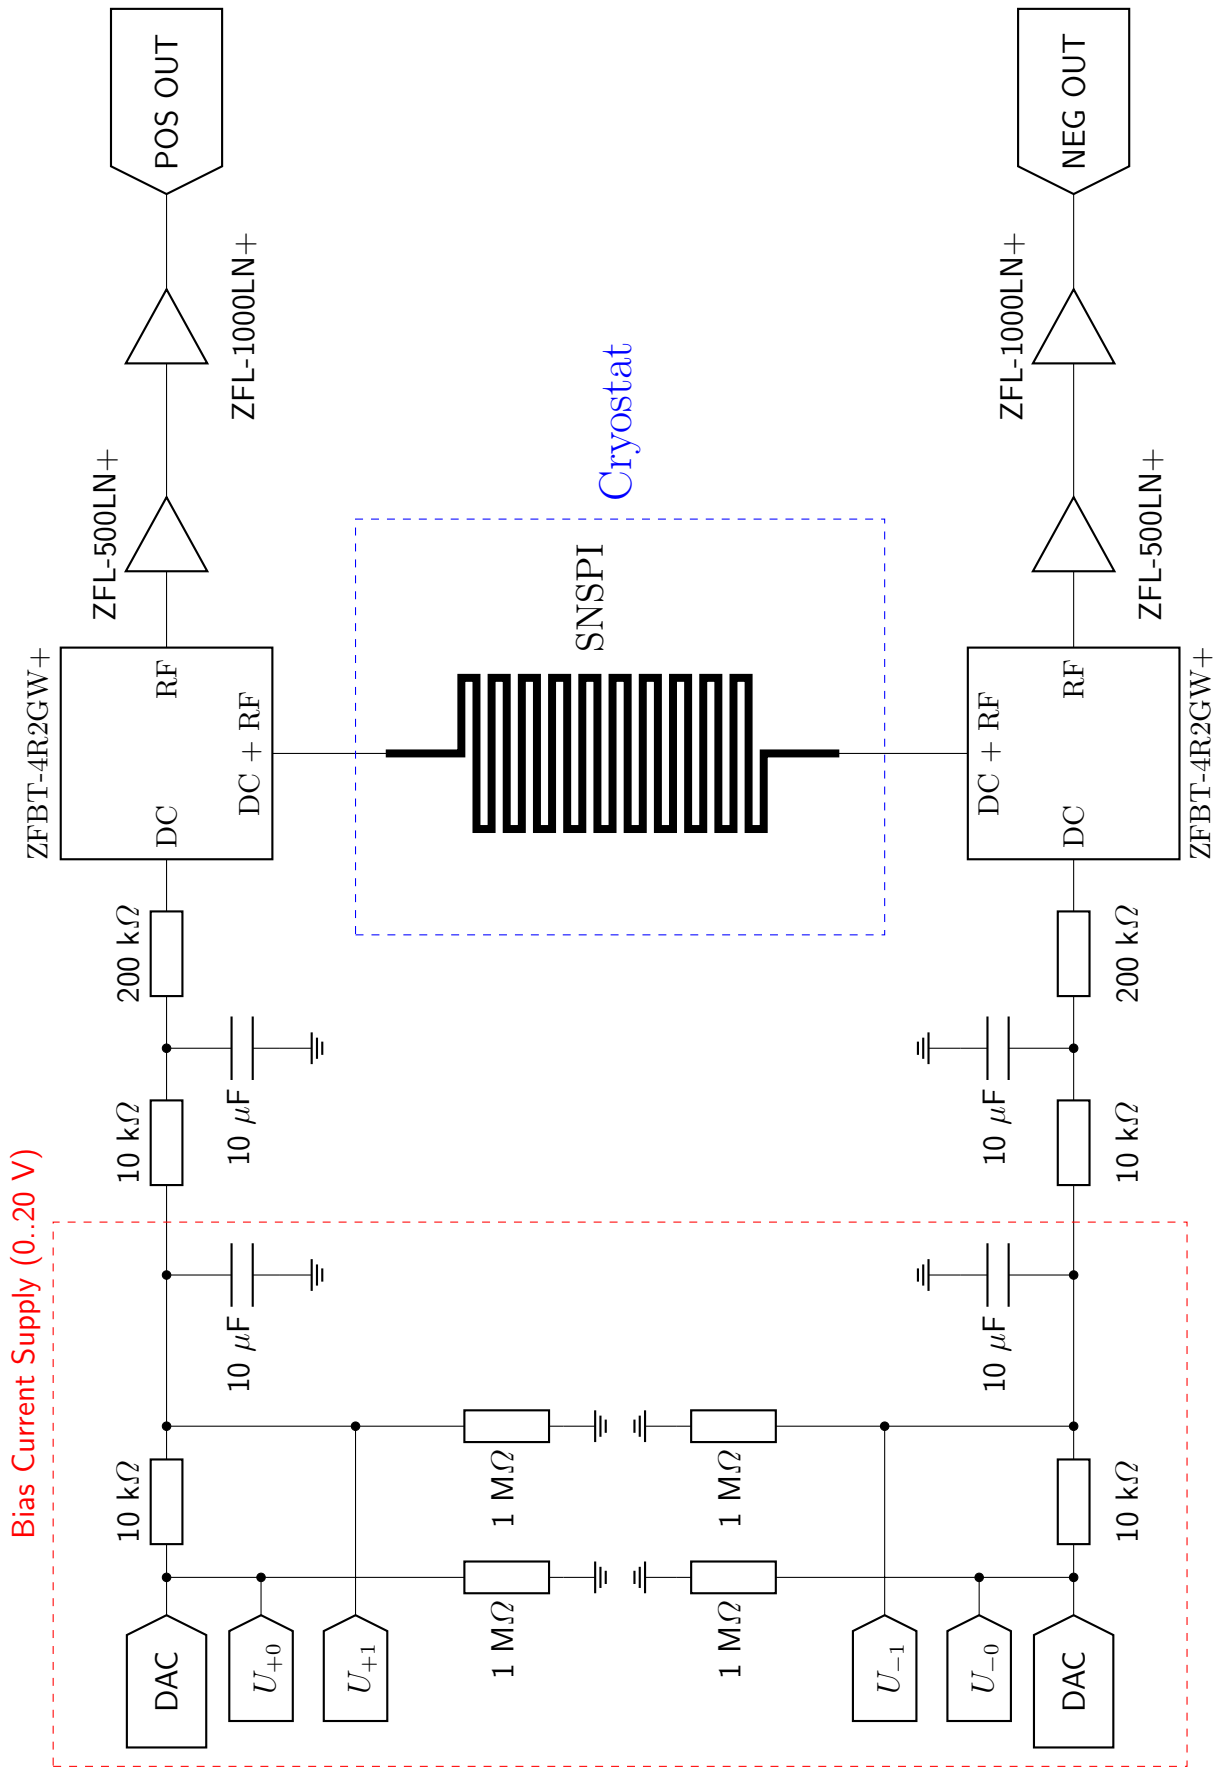 Bias Current Supply (0..20 V)
DAC
U+0
U+1
10 kΩ
1 MΩ
1 MΩ
10 μF
10 kΩ
10 μF
200 kΩ
ZFBT-4R2GW+
DC
RF
DC + RF
ZFL-500LN+
ZFL-1000LN+
POS OUT
Cryostat
SNSPI
DAC
U−0
U−1
10 kΩ
1 MΩ
1 MΩ
10 μF
10 kΩ
10 μF
200 kΩ
ZFBT-4R2GW+
DC + RF
DC
RF
ZFL-500LN+
ZFL-1000LN+
NEG OUT